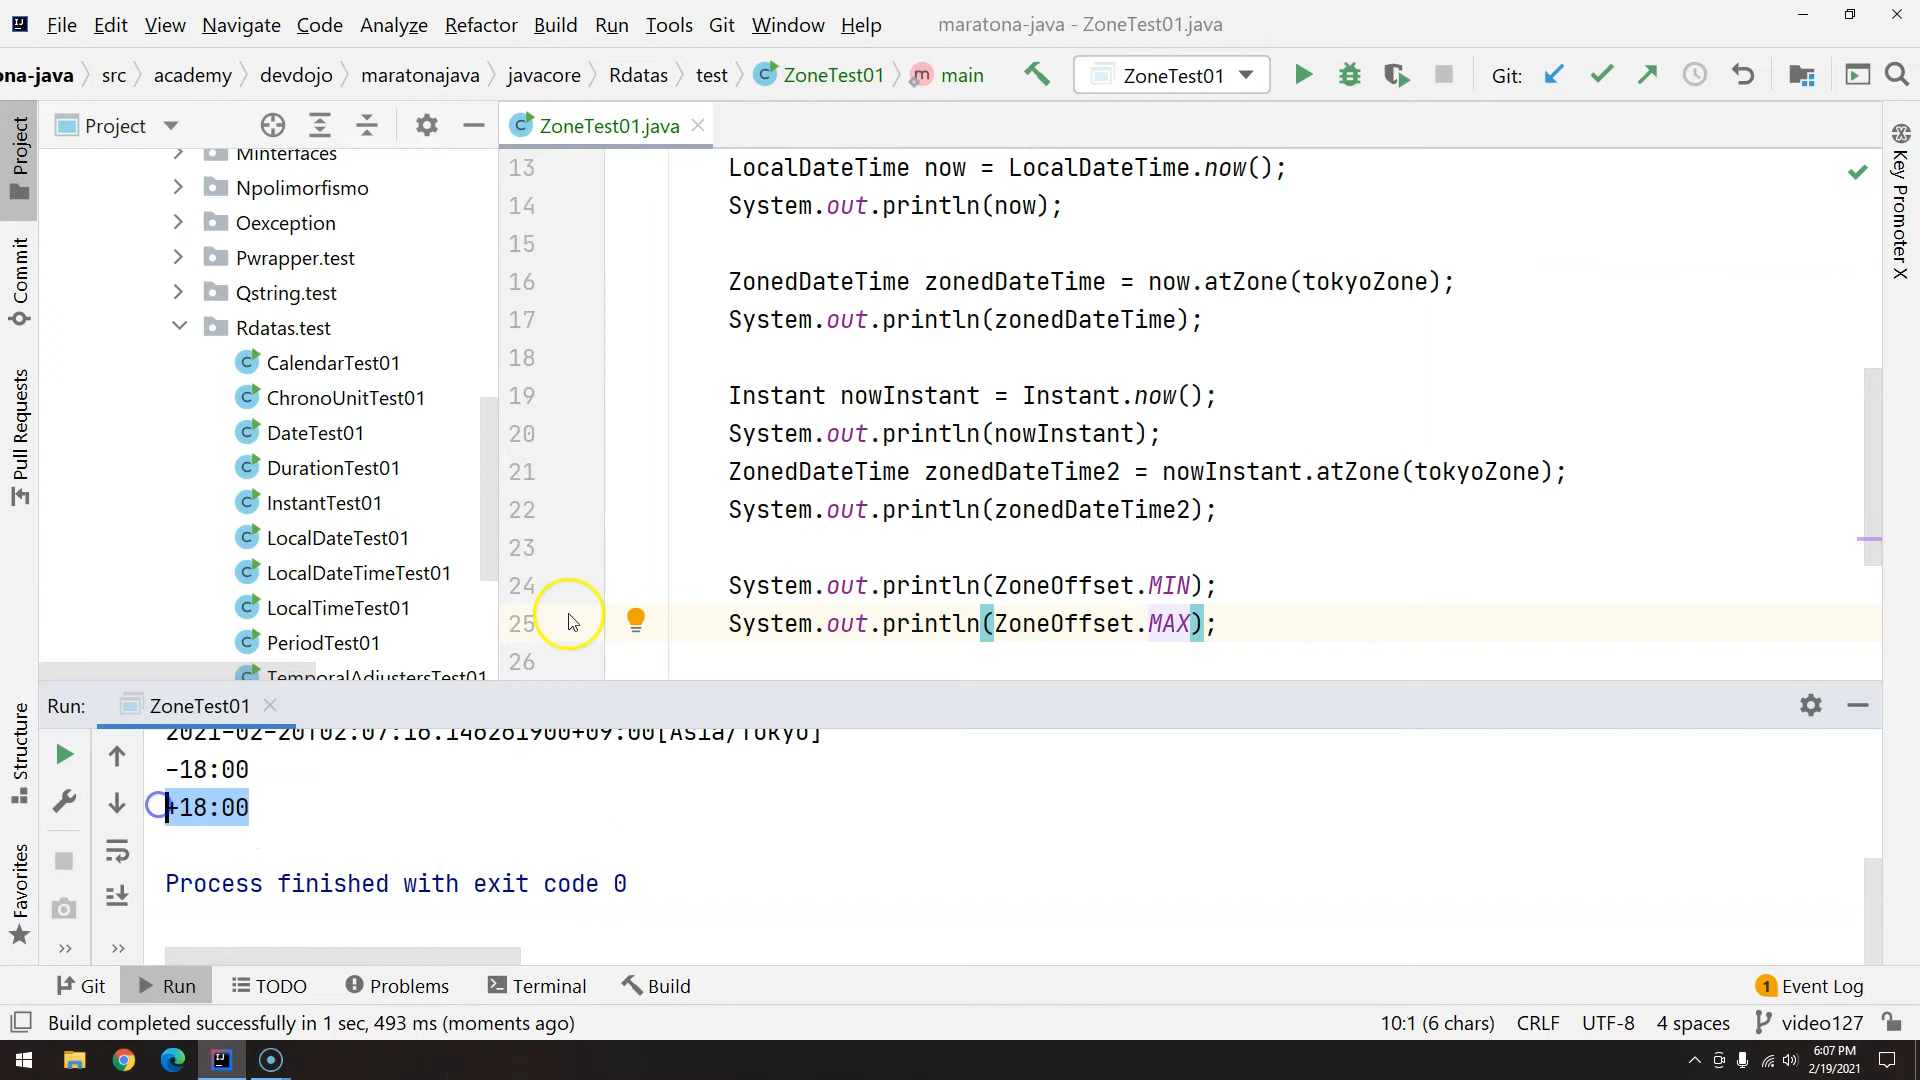 File Edit View Navigate Code Analyze Refactor Build Run Tools Git Window Help maratona-java - ZoneTest01.java
ona-java src academy devdojo maratonajava javacore Rdatas test ZoneTest01 main ZoneTest01 Git:
Project
ZoneTest01.java
Project
Commit
Pull Requests
Structure
Favorites
Key Promoter X
Minterfaces
Npolimorfismo
Oexception
Pwrapper.test
Qstring.test
Rdatas.test
CalendarTest01
ChronoUnitTest01
DateTest01
DurationTest01
InstantTest01
LocalDateTest01
LocalDateTimeTest01
LocalTimeTest01
PeriodTest01
TemporalAdjustersTest01
13 LocalDateTime now = LocalDateTime.now();
14 System.out.println(now);
15
16 ZonedDateTime zonedDateTime = now.atZone(tokyoZone);
17 System.out.println(zonedDateTime);
18
19 Instant nowInstant = Instant.now();
20 System.out.println(nowInstant);
21 ZonedDateTime zonedDateTime2 = nowInstant.atZone(tokyoZone);
22 System.out.println(zonedDateTime2);
23
24 System.out.println(ZoneOffset.MIN);
25 System.out.println(ZoneOffset.MAX);
26
Run: ZoneTest01
-18:00
+18:00
Process finished with exit code 0
Git Run TODO Problems Terminal Build 1 Event Log
Build completed successfully in 1 sec, 493 ms (moments ago) 10:1 (6 chars) CRLF UTF-8 4 spaces video127
6:07 PM
2/19/2021